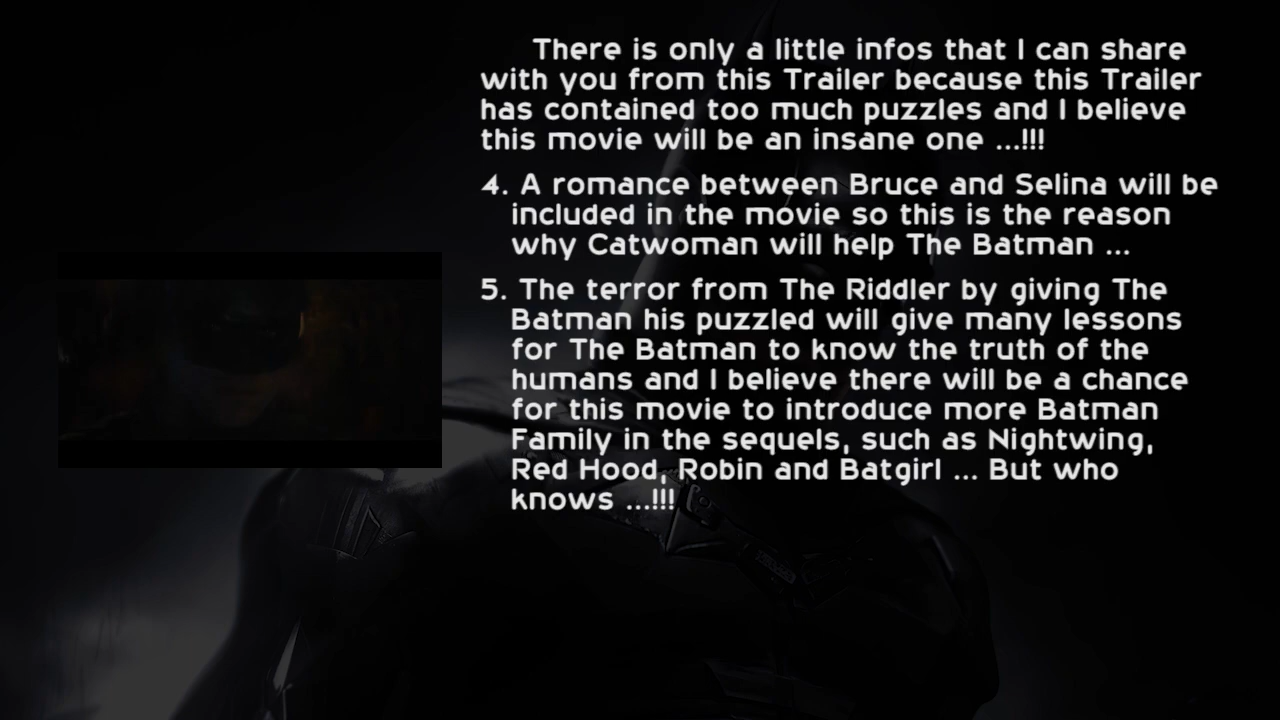 There is only a little infos that I can share
with you from this Trailer because this Trailer
has contained too much puzzles and I believe
this movie will be an insane one ...!!!
4. A romance between Bruce and Selina will be
included in the movie so this is the reason
why Catwoman will help The Batman ...
5. The terror from The Riddler by giving The
Batman his puzzled will give many lessons
for The Batman to know the truth of the
humans and I believe there will be a chance
for this movie to introduce more Batman
Family in the sequels, such as Nightwing,
Red Hood, Robin and Batgirl ... But who
knows ...!!!